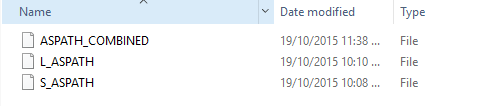 Name Date modified Type
ASPATH_COMBINED 19/10/2015 11:38 ... File
L_ASPATH 19/10/2015 10:10 ... File
S_ASPATH 19/10/2015 10:08 ... File